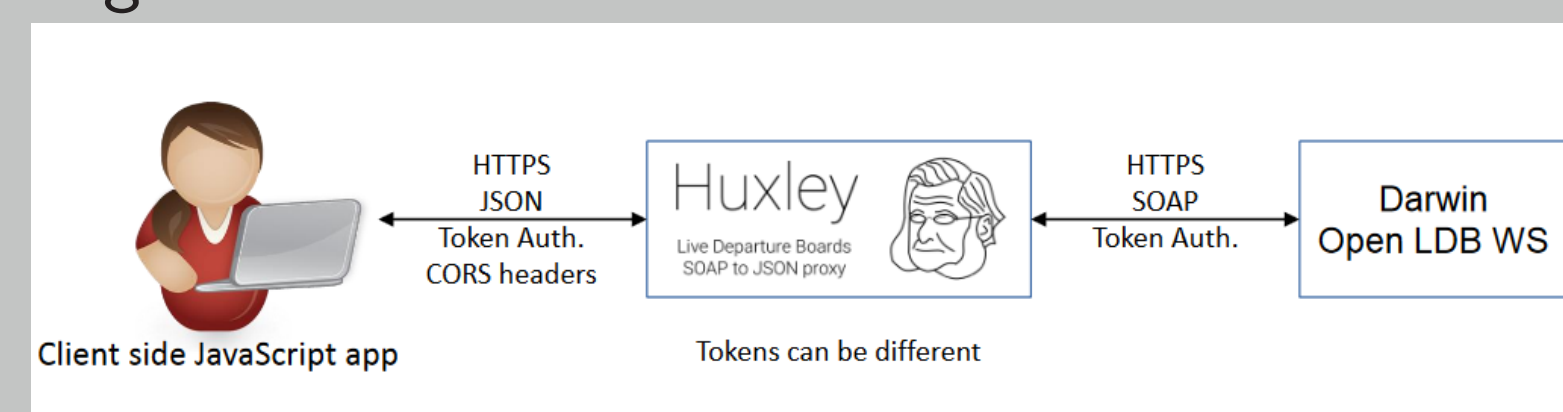 HTTPS
JSON
Token Auth.
CORS headers
Huxley
Live Departure Boards
SOAP to JSON proxy
HTTPS
SOAP
Token Auth.
Darwin
Open LDB WS
Client side JavaScript app
Tokens can be different